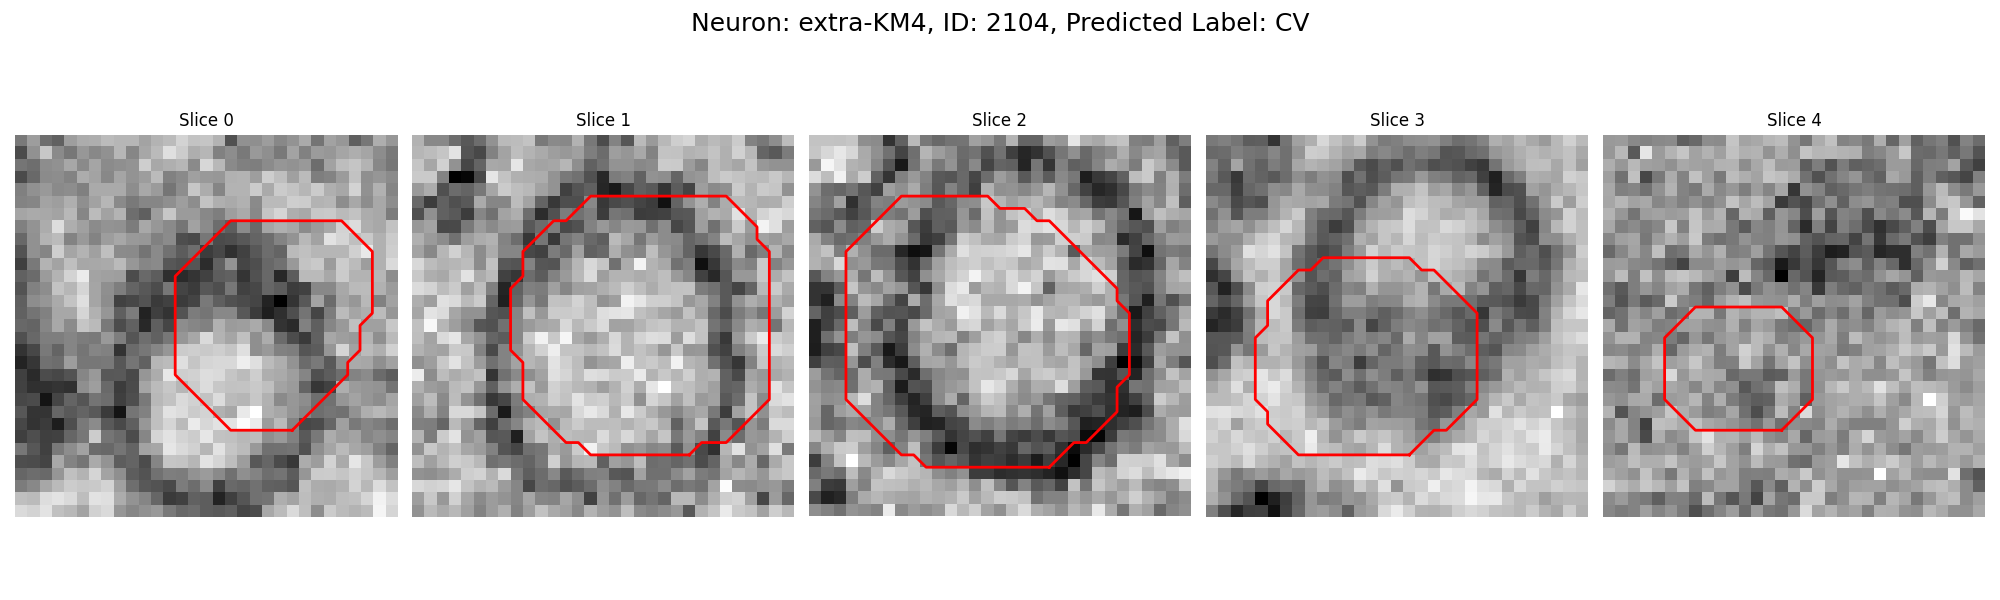 Neuron: extra-KM4, ID: 2104, Predicted Label: CV
Slice 0
Slice 1
Slice 2
Slice 3
Slice 4